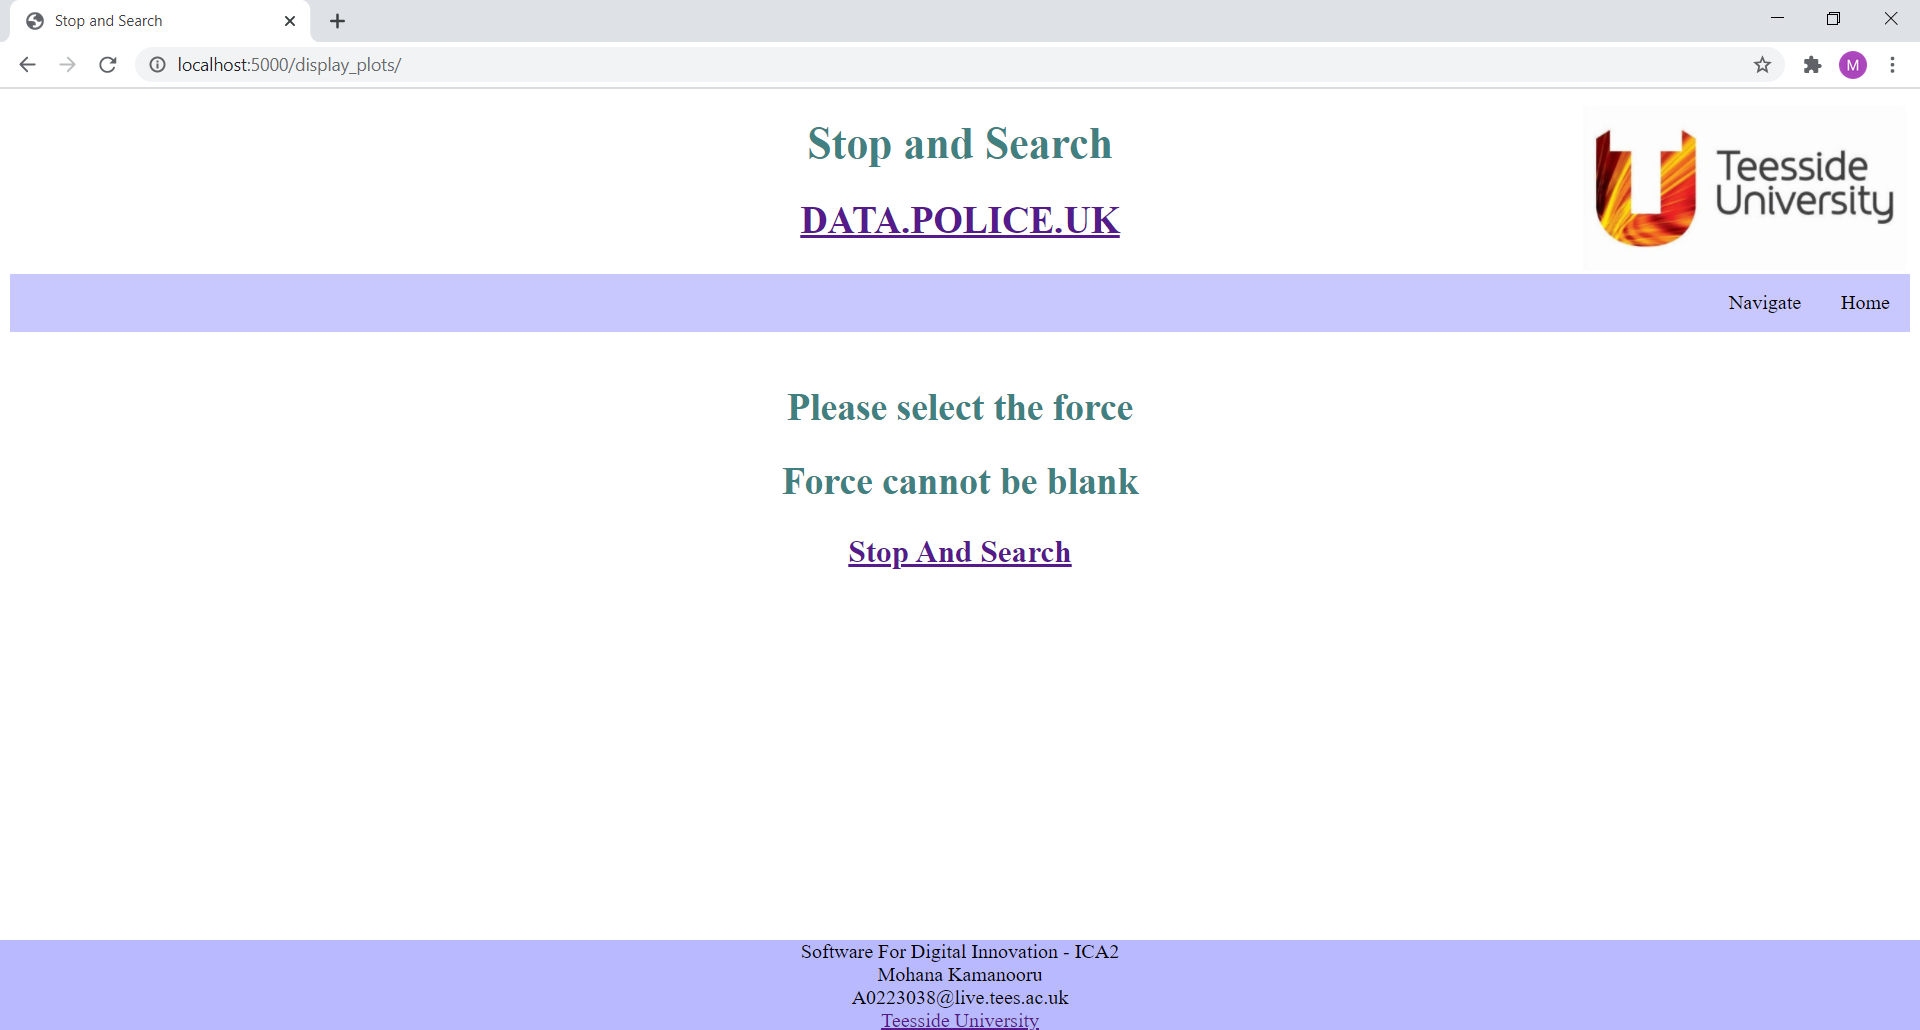 Stop and Search
localhost:5000/display_plots/
M
Stop and Search
DATA.POLICE.UK
Teesside
University
Navigate Home
Please select the force
Force cannot be blank
Stop And Search
Software For Digital Innovation - ICA2
Mohana Kamanooru
A0223038@live.tees.ac.uk
Teesside University